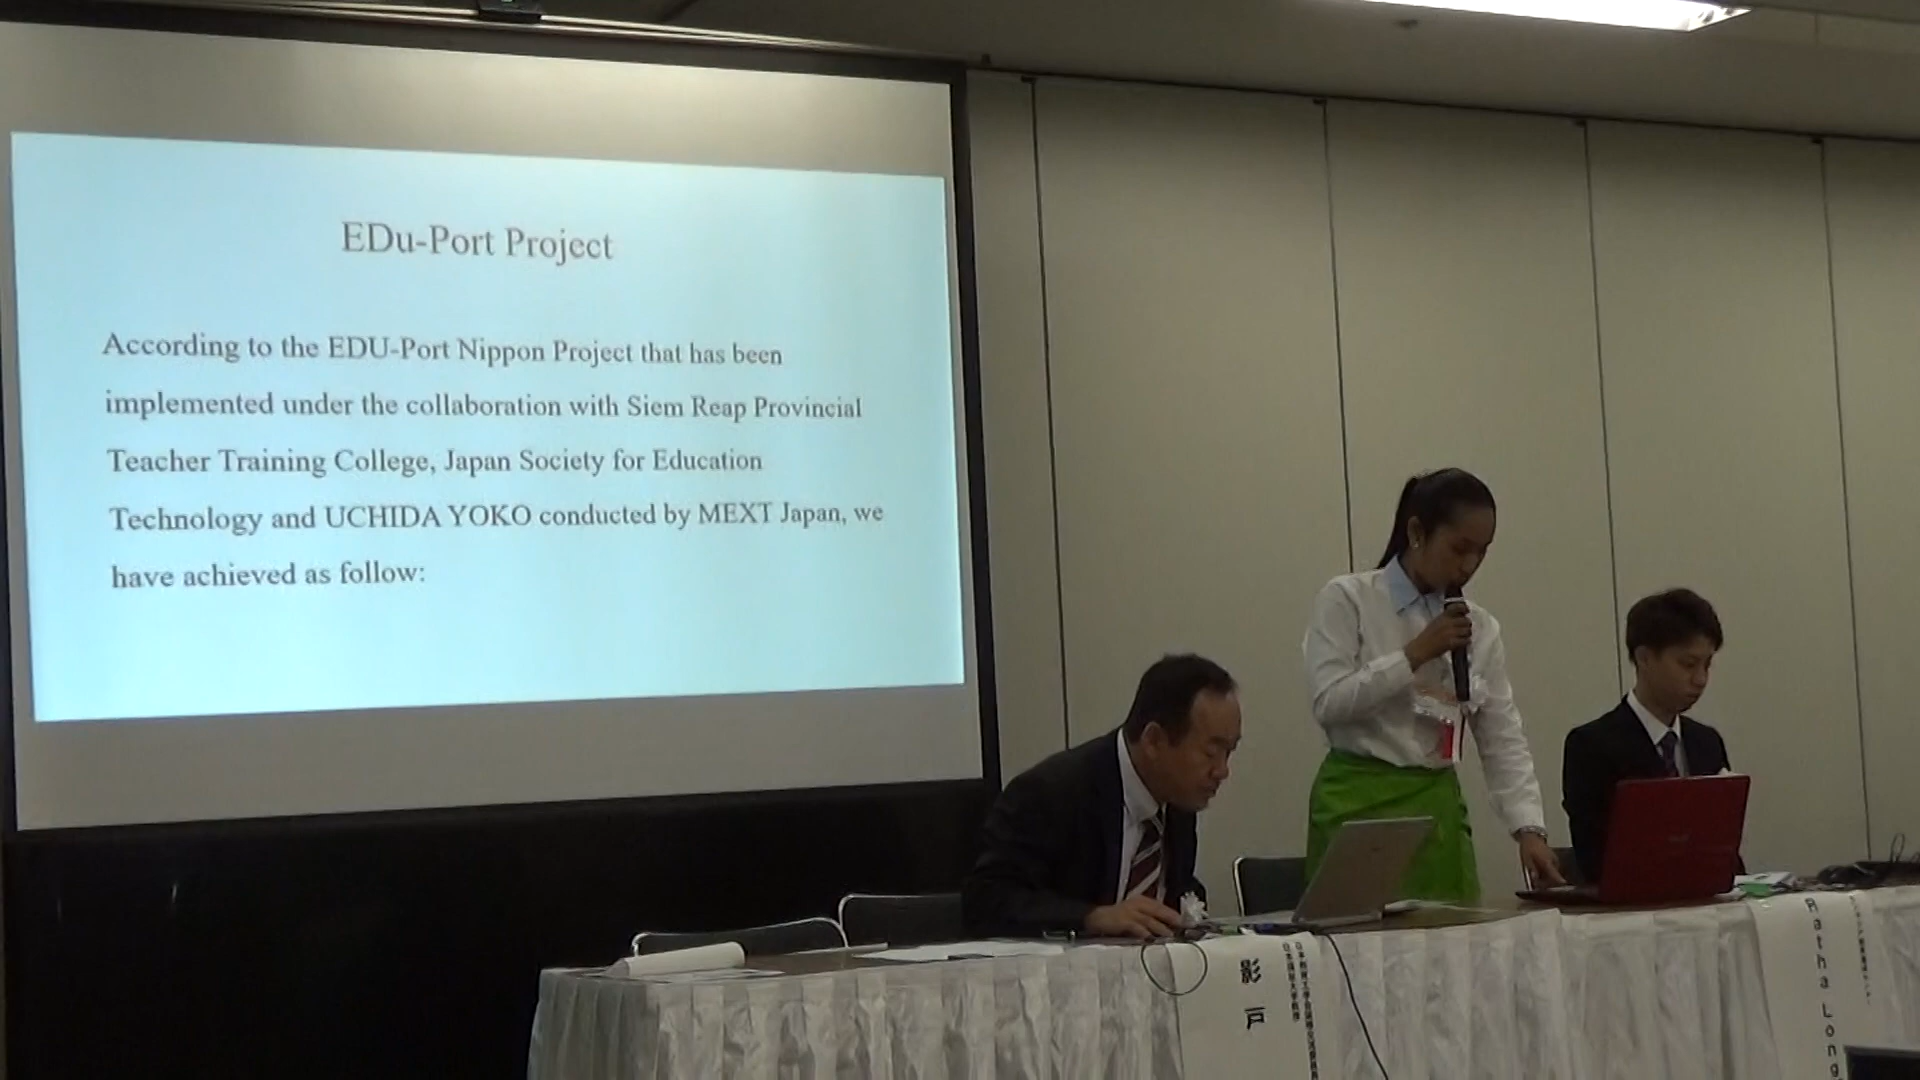 EDu-Port Project
According to the EDU-Port Nippon Project that has been
implemented under the collaboration with Siem Reap Provincial
Teacher Training College, Japan Society for Education
Technology and UCHIDA YOKO conducted by MEXT Japan, we
have achieved as follow:
影戸
Ratha Long